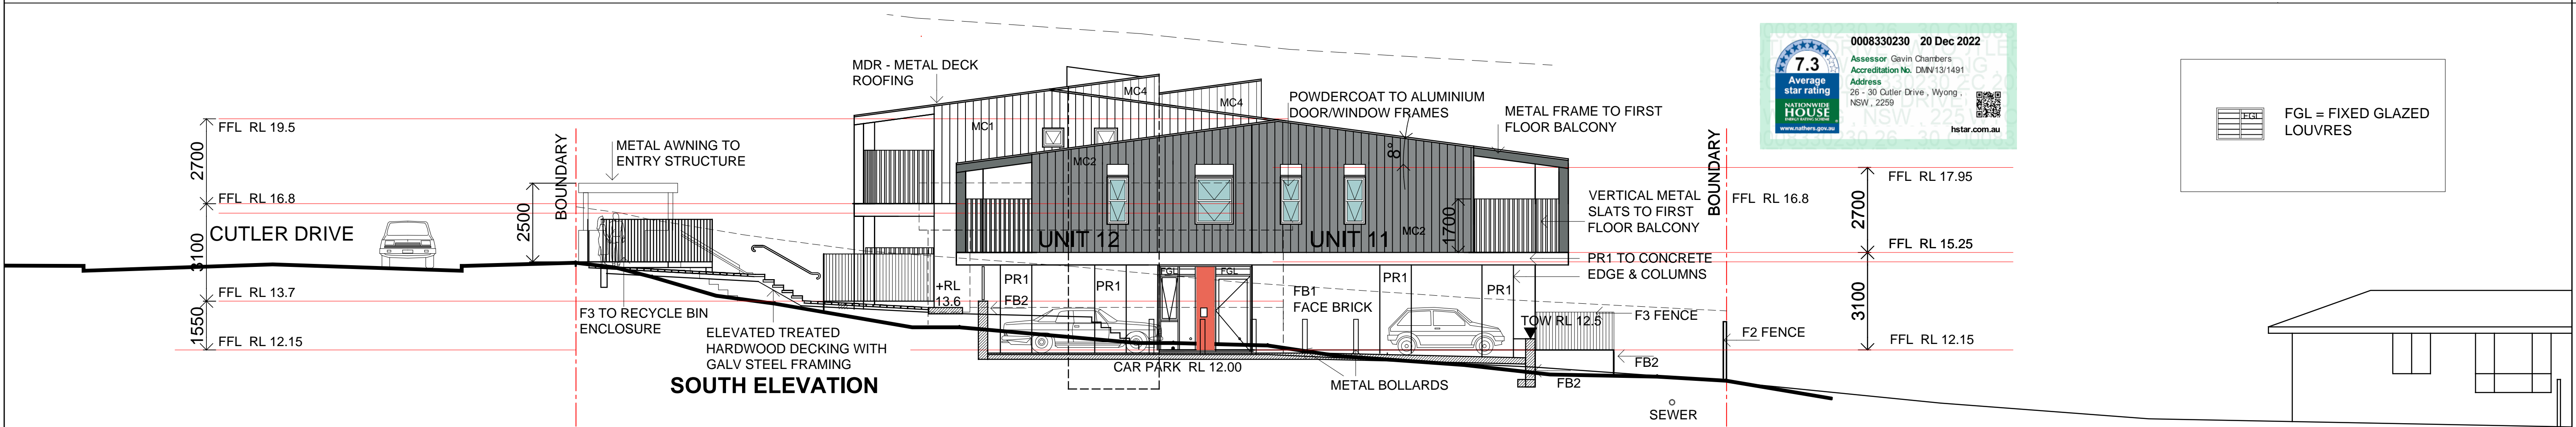 MDR - METAL DECK
ROOFING
MC4
MC4
MC1
MC2
MC2
POWDERCOAT TO ALUMINIUM
DOOR/WINDOW FRAMES
METAL FRAME TO FIRST
FLOOR BALCONY
8°
0008330230 20 Dec 2022
7.3
Average
star rating
NATIONWIDE
HOUSE
ENERGY RATING SCHEME
www.nathers.gov.au
Assessor Gavin Chambers
Accreditation No. DMN/13/1491
Address
26 - 30 Cutler Drive , Wyong ,
NSW , 2259
hstar.com.au
FGL
FGL = FIXED GLAZED
LOUVRES
FFL RL 19.5
2700
FFL RL 16.8
3100
CUTLER DRIVE
FFL RL 13.7
1550
FFL RL 12.15
2500
BOUNDARY
METAL AWNING TO
ENTRY STRUCTURE
F3 TO RECYCLE BIN
ENCLOSURE
ELEVATED TREATED
HARDWOOD DECKING WITH
GALV STEEL FRAMING
SOUTH ELEVATION
+RL
13.6
UNIT 12
UNIT 11
1700
PR1
PR1
FB2
FGL
FGL
FB1
FACE BRICK
PR1
PR1
CAR PARK RL 12.00
METAL BOLLARDS
VERTICAL METAL
SLATS TO FIRST
FLOOR BALCONY
PR1 TO CONCRETE
EDGE & COLUMNS
TOW RL 12.5
F3 FENCE
FB2
FB2
F2 FENCE
SEWER
BOUNDARY
FFL RL 16.8
2700
FFL RL 17.95
FFL RL 15.25
3100
FFL RL 12.15